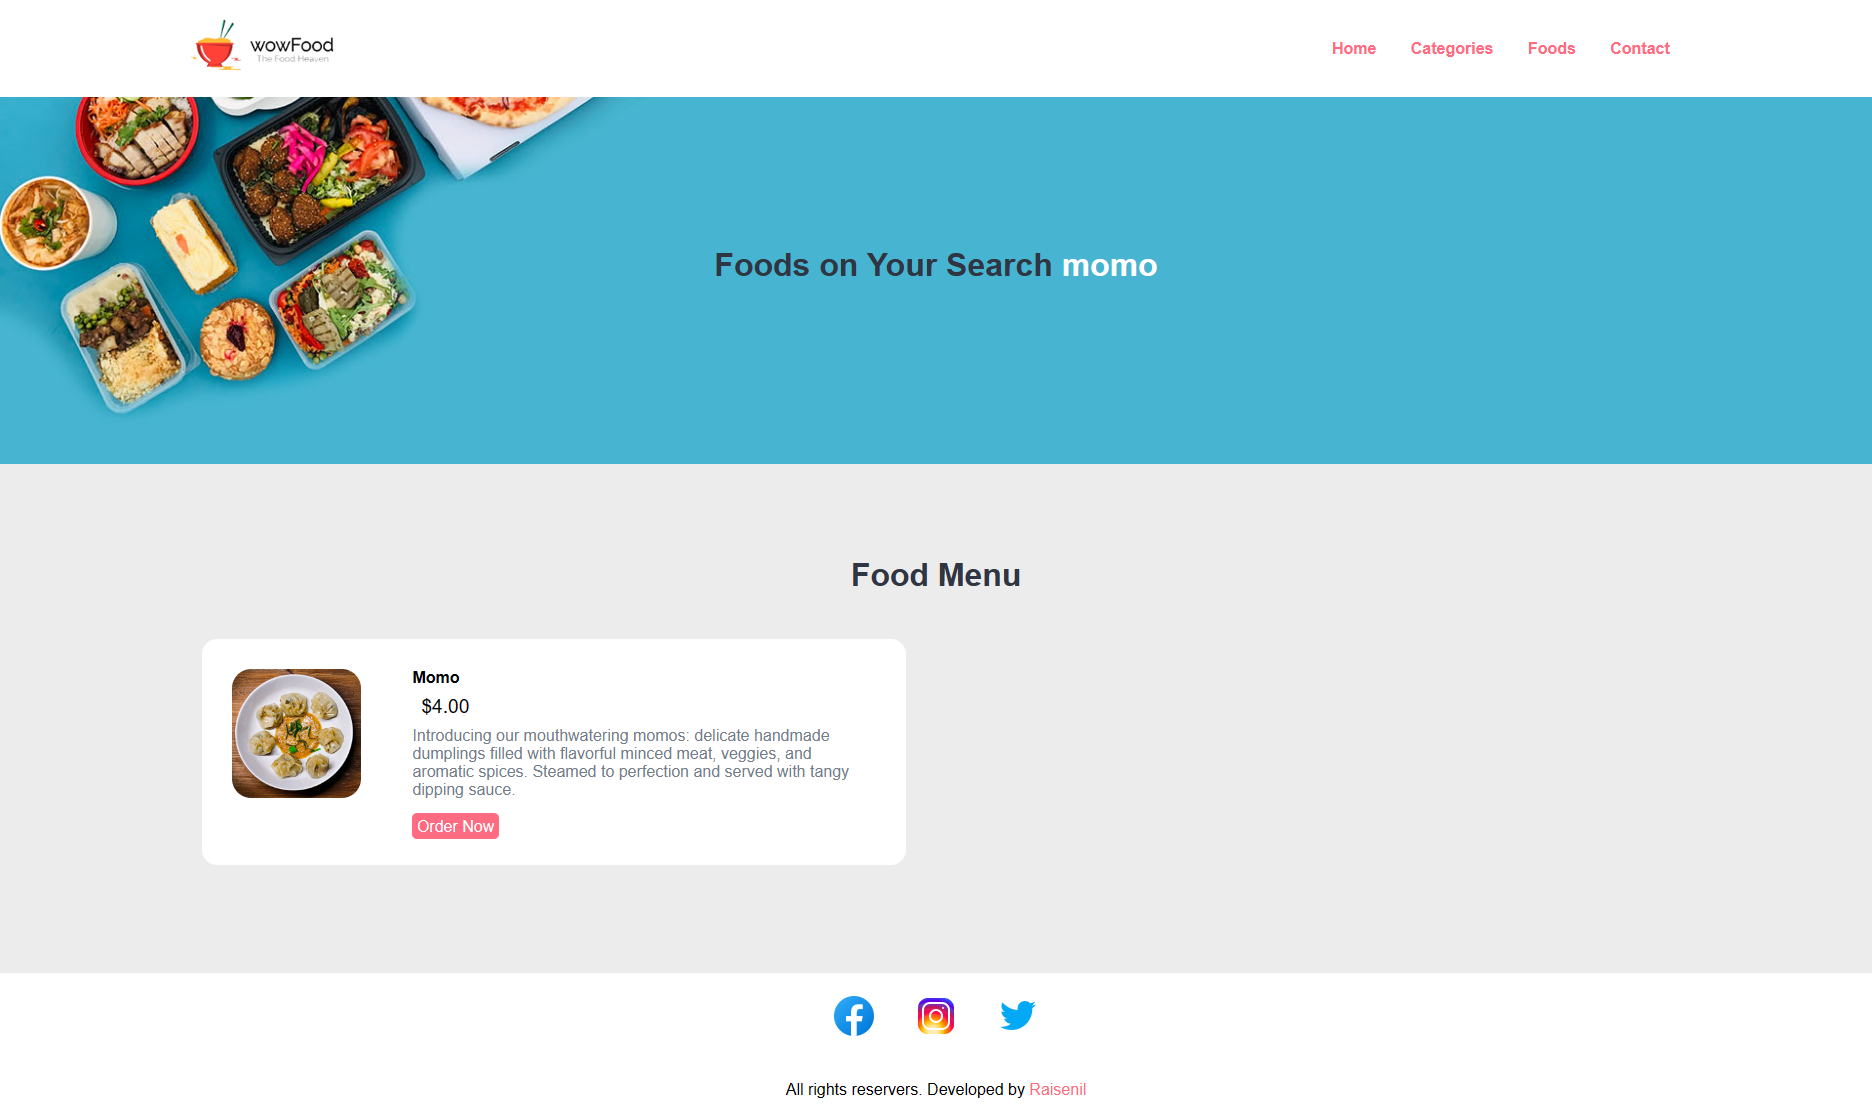 wowFood
The Food Heaven
Home Categories Foods Contact
Foods on Your Search momo
Food Menu
Momo
$4.00
Introducing our mouthwatering momos: delicate handmade
dumplings filled with flavorful minced meat, veggies, and
aromatic spices. Steamed to perfection and served with tangy
dipping sauce.
Order Now
All rights reservers. Developed by Raisenil